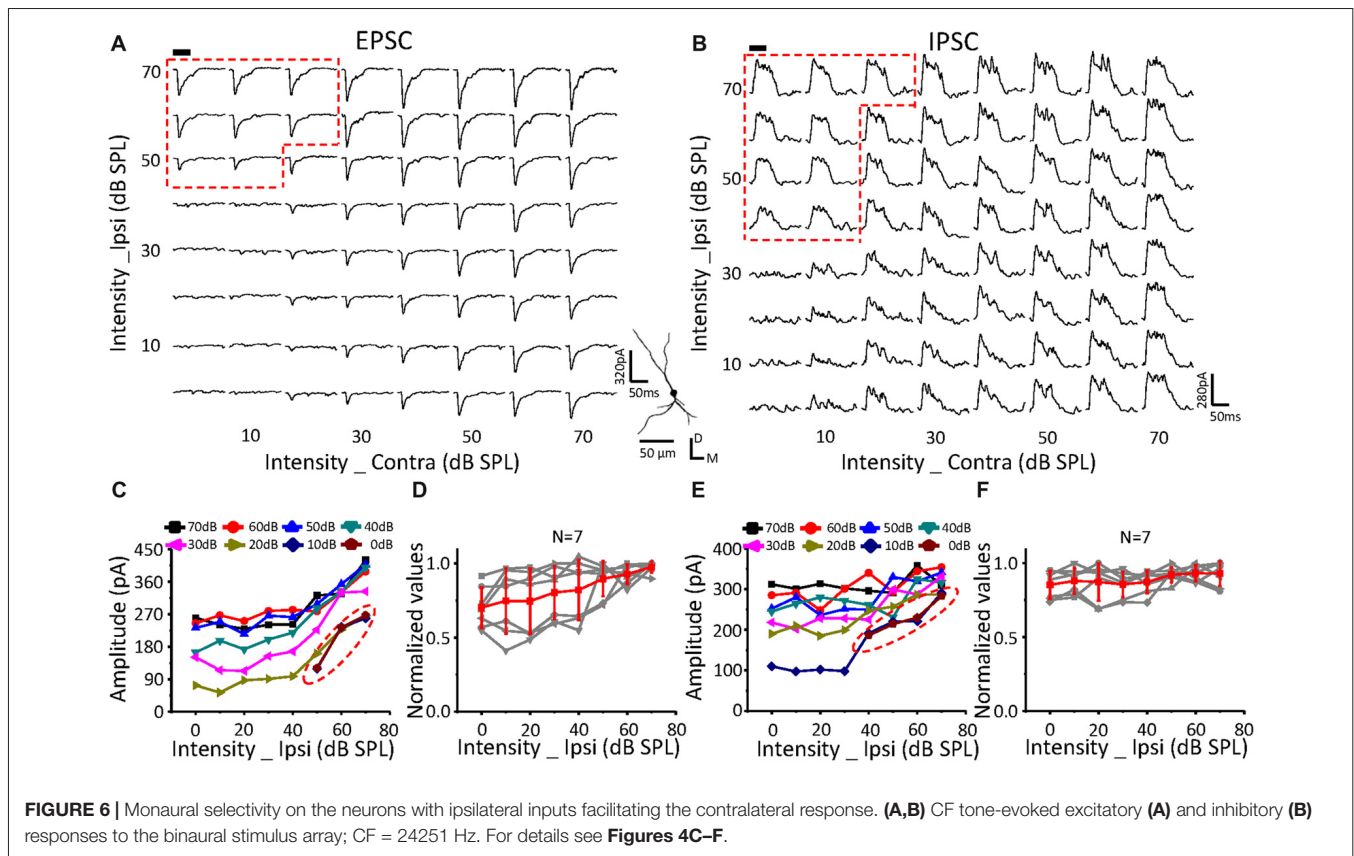 A
EPSC
70
50
30
10
Intensity _Ipsi (dB SPL)
10
30
50
70
Intensity _ Contra (dB SPL)
320pA
50ms
50 µm
D
M
B
IPSC
70
50
30
10
Intensity _Ipsi (dB SPL)
10
30
50
70
Intensity _ Contra (dB SPL)
280pA
50ms
C
70dB 60dB 50dB 40dB
30dB 20dB 10dB 0dB
450
360
270
180
90
0
Amplitude (pA)
0 20 40 60 80
Intensity _ Ipsi (dB SPL)
D
N=7
1.0
0.5
0.0
Normalized values
0 20 40 60 80
Intensity _ Ipsi (dB SPL)
E
70dB 60dB 50dB 40dB
30dB 20dB 10dB 0dB
400
300
200
100
0
Amplitude (pA)
0 20 40 60 80
Intensity _ Ipsi (dB SPL)
F
N=7
1.0
0.5
0.0
Normalized values
0 20 40 60 80
Intensity _ Ipsi (dB SPL)
FIGURE 6 | Monaural selectivity on the neurons with ipsilateral inputs facilitating the contralateral response. (A,B) CF tone-evoked excitatory (A) and inhibitory (B)
responses to the binaural stimulus array; CF = 24251 Hz. For details see Figures 4C–F.